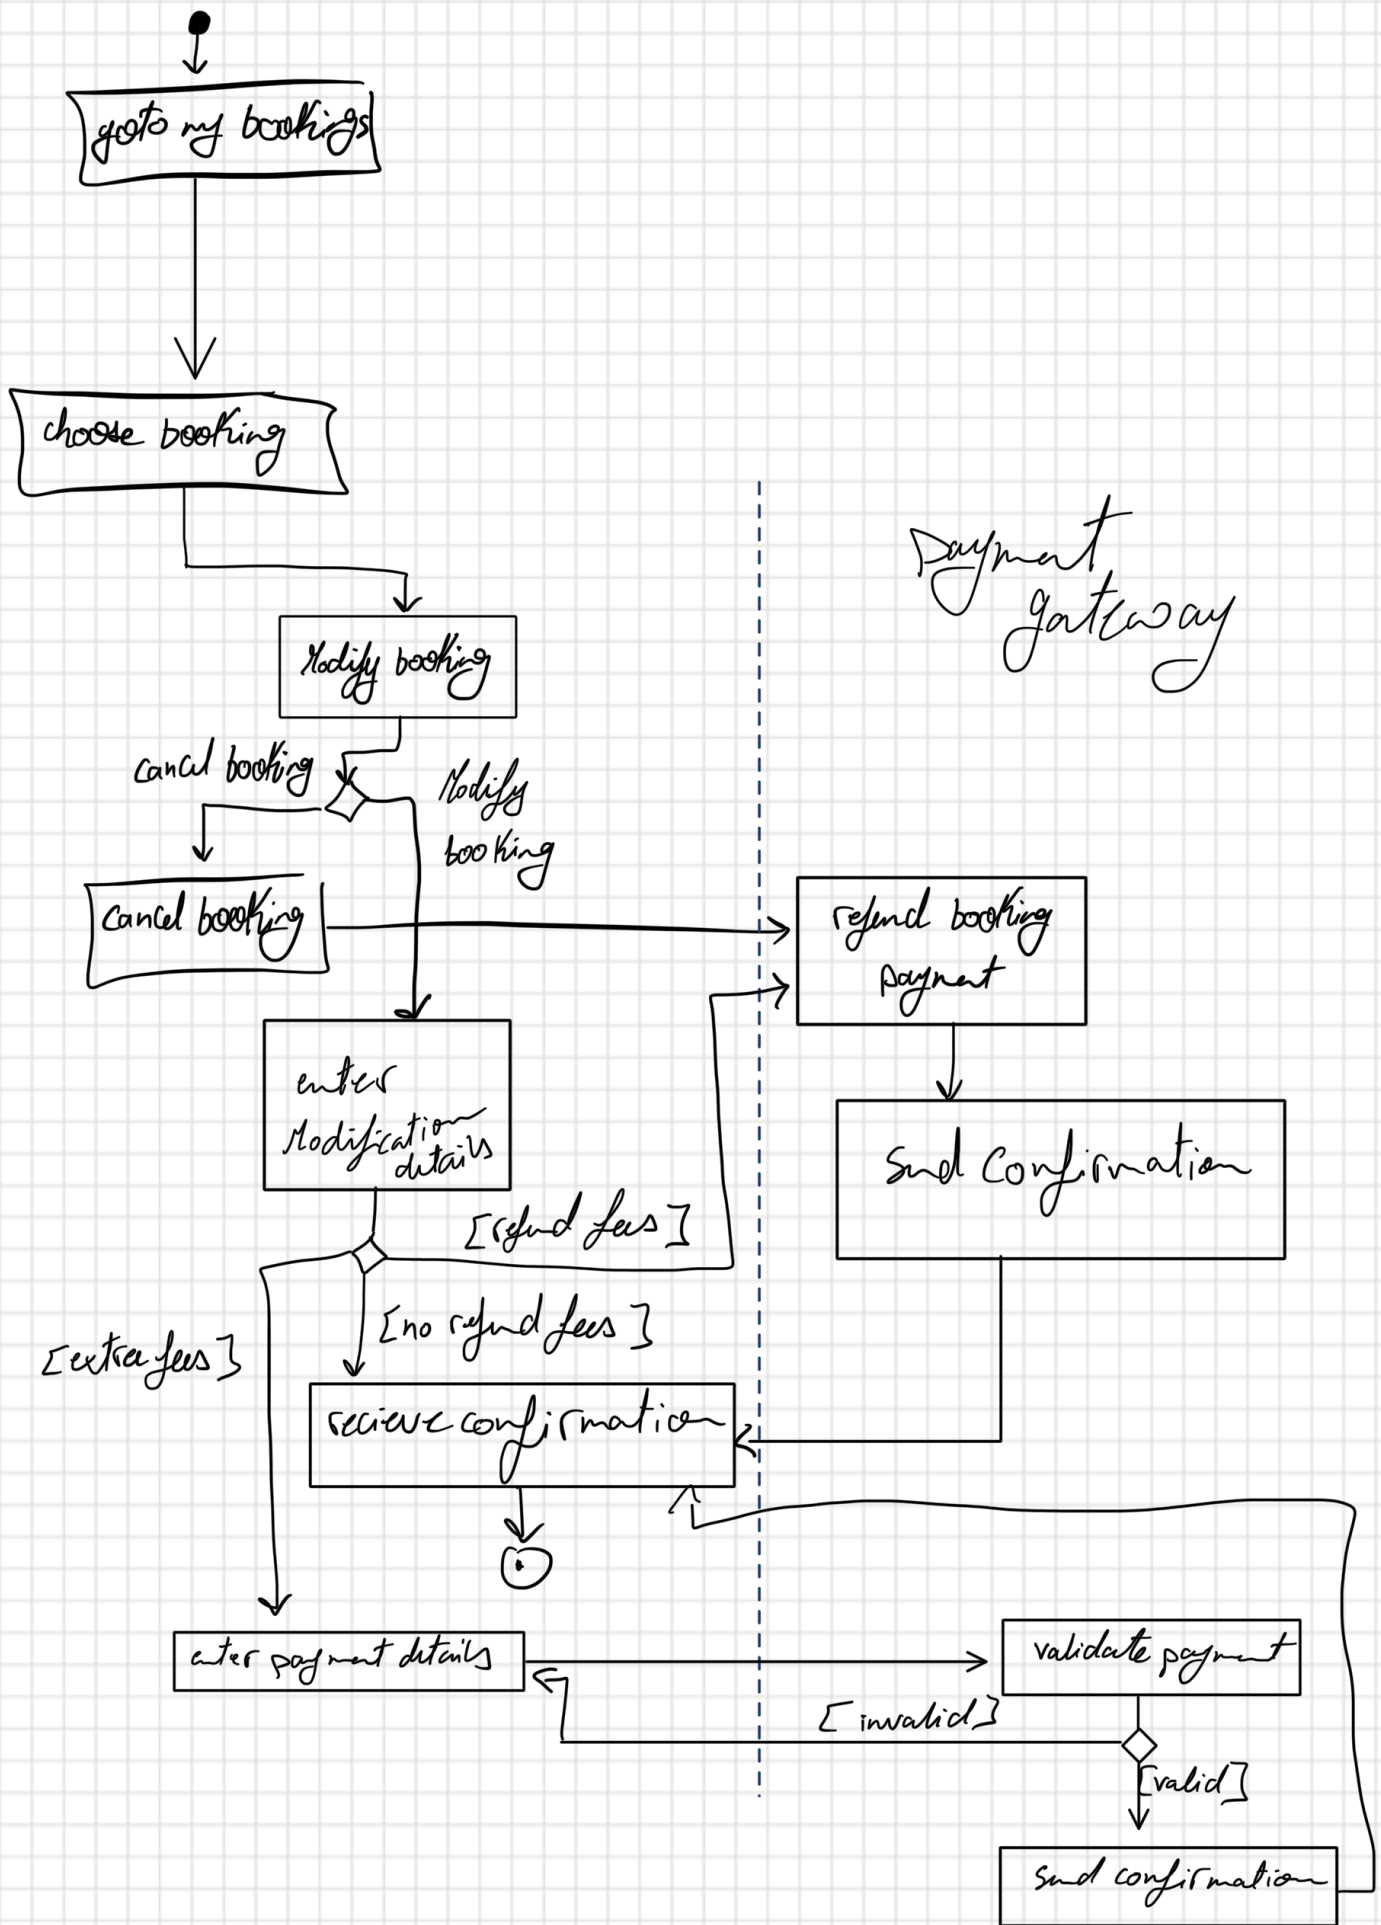 goto my bookings
choose booking
Payment
gateway
Modify booking
cancel booking
Modify
booking
cancel booking
refund booking
payment
enter
Modification
details
send confirmation
[refund fees]
[no refund fees]
[extra fees]
recieve confirmation
enter payment details
validate payment
[invalid]
[valid]
send confirmation